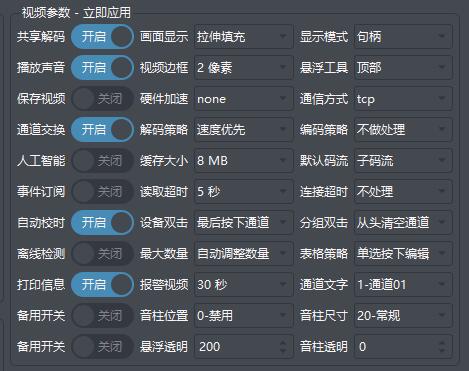 视频参数 - 立即应用
共享解码 开启 画面显示 拉伸填充 显示模式 句柄
播放声音 开启 视频边框 2 像素 悬浮工具 顶部
保存视频 关闭 硬件加速 none 通信方式 tcp
通道交换 开启 解码策略 速度优先 编码策略 不做处理
人工智能 关闭 缓存大小 8 MB 默认码流 子码流
事件订阅 关闭 读取超时 5 秒 连接超时 不处理
自动校时 开启 设备双击 最后按下通道 分组双击 从头清空通道
离线检测 关闭 最大数量 自动调整数量 表格策略 单选按下编辑
打印信息 开启 报警视频 30 秒 通道文字 1-通道01
备用开关 关闭 音柱位置 0-禁用 音柱尺寸 20-常规
备用开关 关闭 悬浮透明 200 音柱透明 0